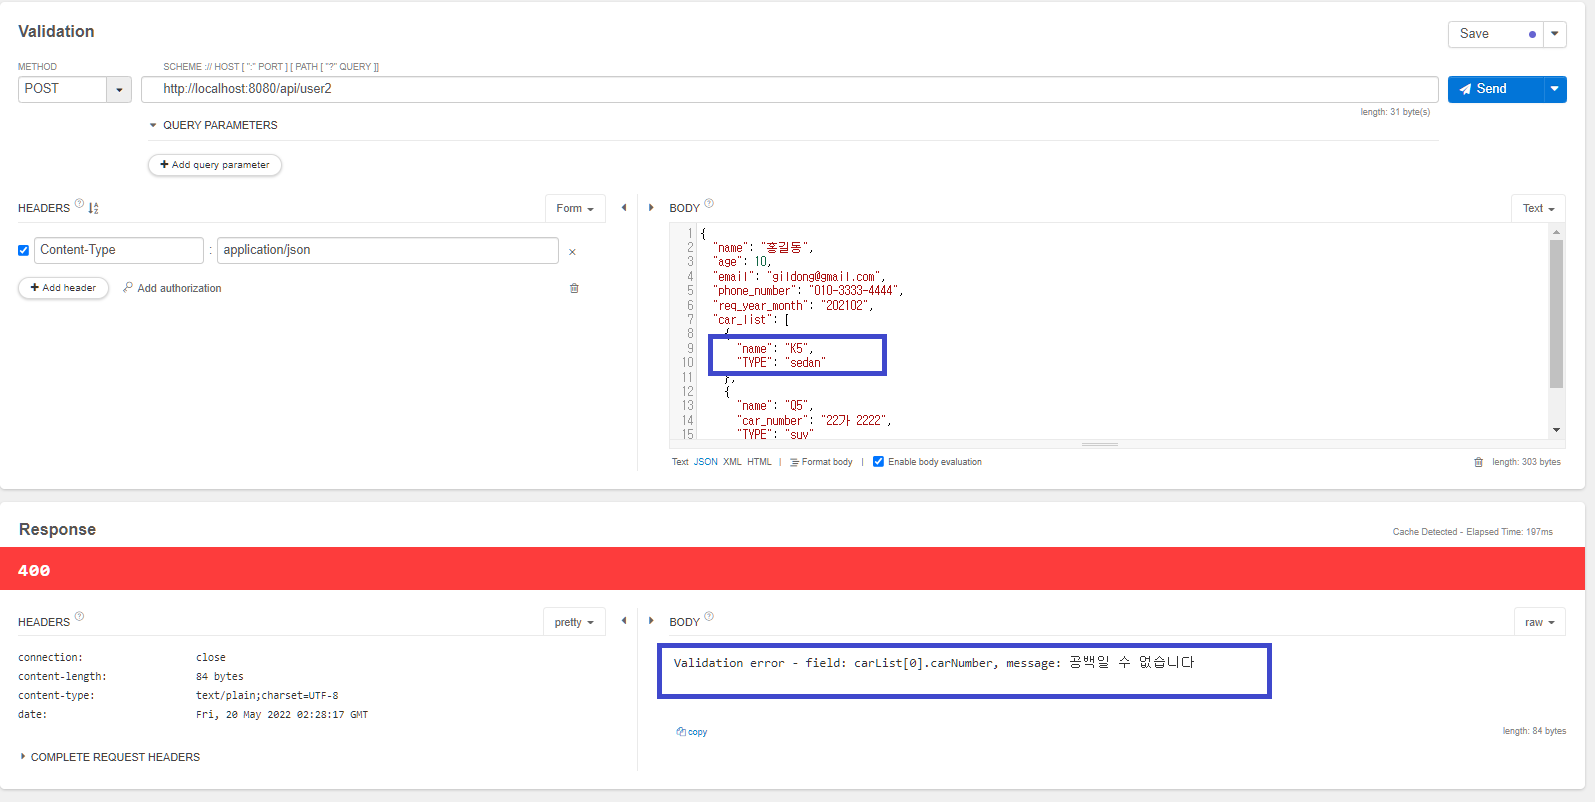 Validation
Save
METHOD
SCHEME :// HOST [ ":" PORT ] [ PATH [ "?" QUERY ]]
POST
http://localhost:8080/api/user2
Send
length: 31 byte(s)
QUERY PARAMETERS
+ Add query parameter
HEADERS
Form
BODY
Text
Content-Type : application/json
+ Add header
Add authorization
1 {
2 "name": "홍길동",
3 "age": 10,
4 "email": "gildong@gmail.com",
5 "phone_number": "010-3333-4444",
6 "req_year_month": "202102",
7 "car_list": [
8 {
9 "name": "K5",
10 "TYPE": "sedan"
11 },
12 {
13 "name": "Q5",
14 "car_number": "22가 2222",
15 "TYPE": "suv"
Text JSON XML HTML | Format body | Enable body evaluation
length: 303 bytes
Response
Cache Detected - Elapsed Time: 197ms
400
HEADERS
pretty
BODY
raw
connection: close
content-length: 84 bytes
content-type: text/plain;charset=UTF-8
date: Fri, 20 May 2022 02:28:17 GMT
Validation error - field: carList[0].carNumber, message: 공백일 수 없습니다
copy
length: 84 bytes
COMPLETE REQUEST HEADERS